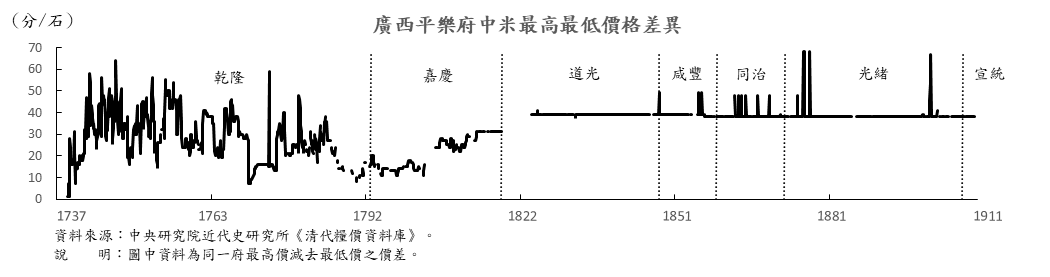 廣西平樂府中米最高最低價格差異
（分/石）
70
60
50
40
30
20
10
0
乾隆 嘉慶 道光 咸豐 同治 光緒 宣統
1737 1763 1792 1822 1851 1881 1911
資料來源：中央研究院近代史研究所《清代糧價資料庫》。
說　　明：圖中資料為同一府最高價減去最低價之價差。